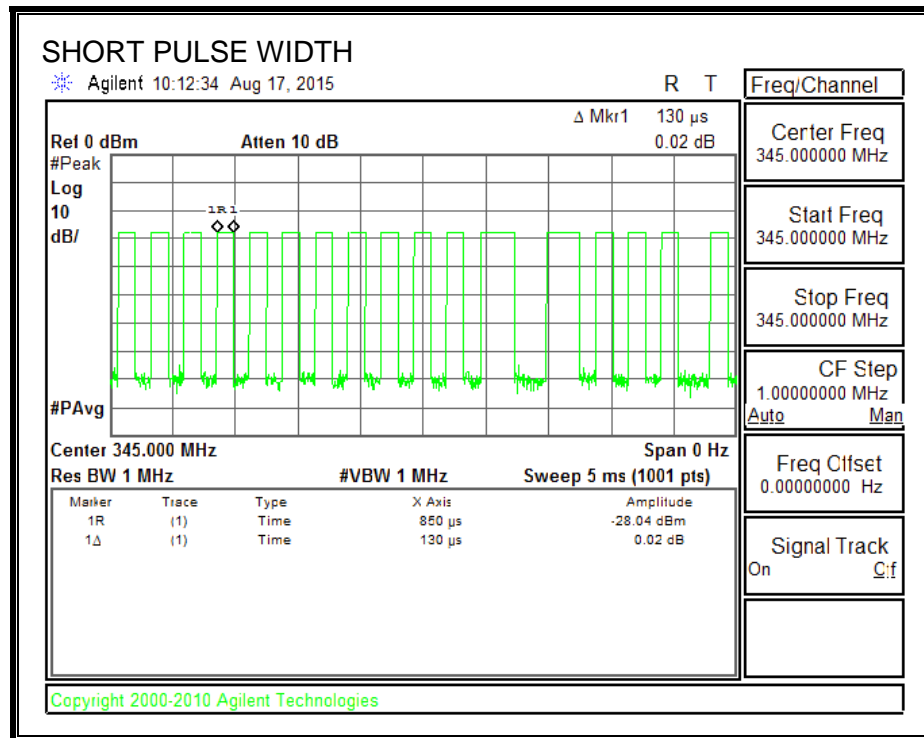 SHORT PULSE WIDTH
Agilent 10:12:34 Aug 17, 2015 R T
Δ Mkr1 130 µs
Ref 0 dBm Atten 10 dB 0.02 dB
#Peak
Log
10
dB/
1R 1
#PAvg
Center 345.000 MHz Span 0 Hz
Res BW 1 MHz #VBW 1 MHz Sweep 5 ms (1001 pts)
Marker Trace Type X Axis Amplitude
1R (1) Time 850 µs -28.04 dBm
1Δ (1) Time 130 µs 0.02 dB
Freq/Channel
Center Freq
345.000000 MHz
Start Freq
345.000000 MHz
Stop Freq
345.000000 MHz
CF Step
1.00000000 MHz
Auto Man
Freq Offset
0.00000000 Hz
Signal Track
On Off
Copyright 2000-2010 Agilent Technologies